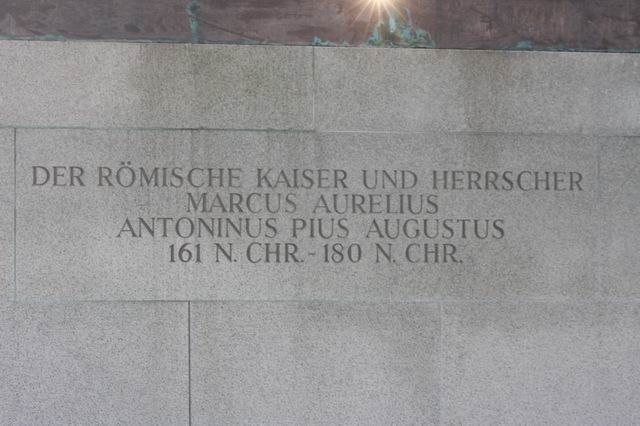 DER RÖMISCHE KAISER UND HERRSCHER
MARCUS AURELIUS
ANTONINUS PIUS AUGUSTUS
161 N. CHR.-180 N. CHR.